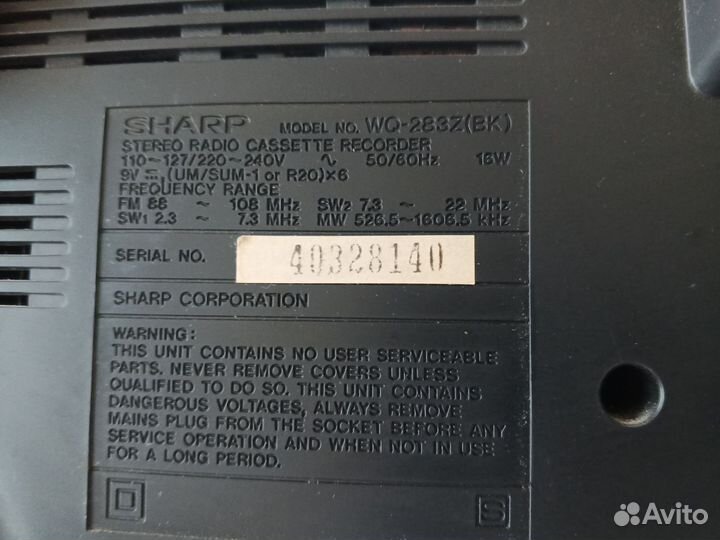 SHARP MODEL NO. WQ-283Z(BK)
STEREO RADIO CASSETTE RECORDER
110~127/220~240V ∿ 50/60Hz 16W
9V ⎓ (UM/SUM-1 or R20)×6
FREQUENCY RANGE
FM 88 ~ 108 MHz SW2 7.3 ~ 22 MHz
SW1 2.3 ~ 7.3 MHz MW 526.5~1606.5 kHz
SERIAL NO. 40328140
SHARP CORPORATION
WARNING:
THIS UNIT CONTAINS NO USER SERVICEABLE
PARTS. NEVER REMOVE COVERS UNLESS
QUALIFIED TO DO SO. THIS UNIT CONTAINS
DANGEROUS VOLTAGES, ALWAYS REMOVE
MAINS PLUG FROM THE SOCKET BEFORE ANY
SERVICE OPERATION AND WHEN NOT IN USE
FOR A LONG PERIOD.
D S
Avito